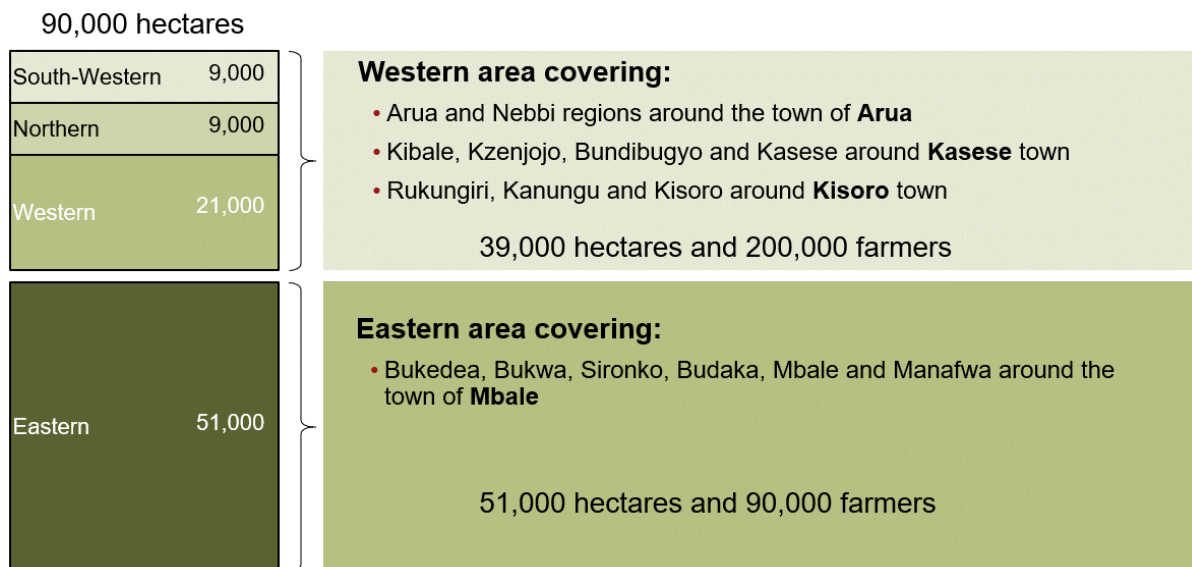 90,000 hectares
South-Western 9,000
Northern 9,000
Western 21,000
Eastern 51,000
Western area covering:
• Arua and Nebbi regions around the town of Arua
• Kibale, Kzenjojo, Bundibugyo and Kasese around Kasese town
• Rukungiri, Kanungu and Kisoro around Kisoro town
39,000 hectares and 200,000 farmers
Eastern area covering:
• Bukedea, Bukwa, Sironko, Budaka, Mbale and Manafwa around the
town of Mbale
51,000 hectares and 90,000 farmers